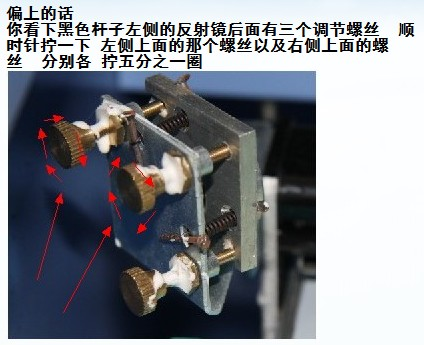 偏上的话
你看下黑色杆子左侧的反射镜后面有三个调节螺丝 顺
时针拧一下 左侧上面的那个螺丝以及右侧上面的螺
丝 分别各 拧五分之一圈